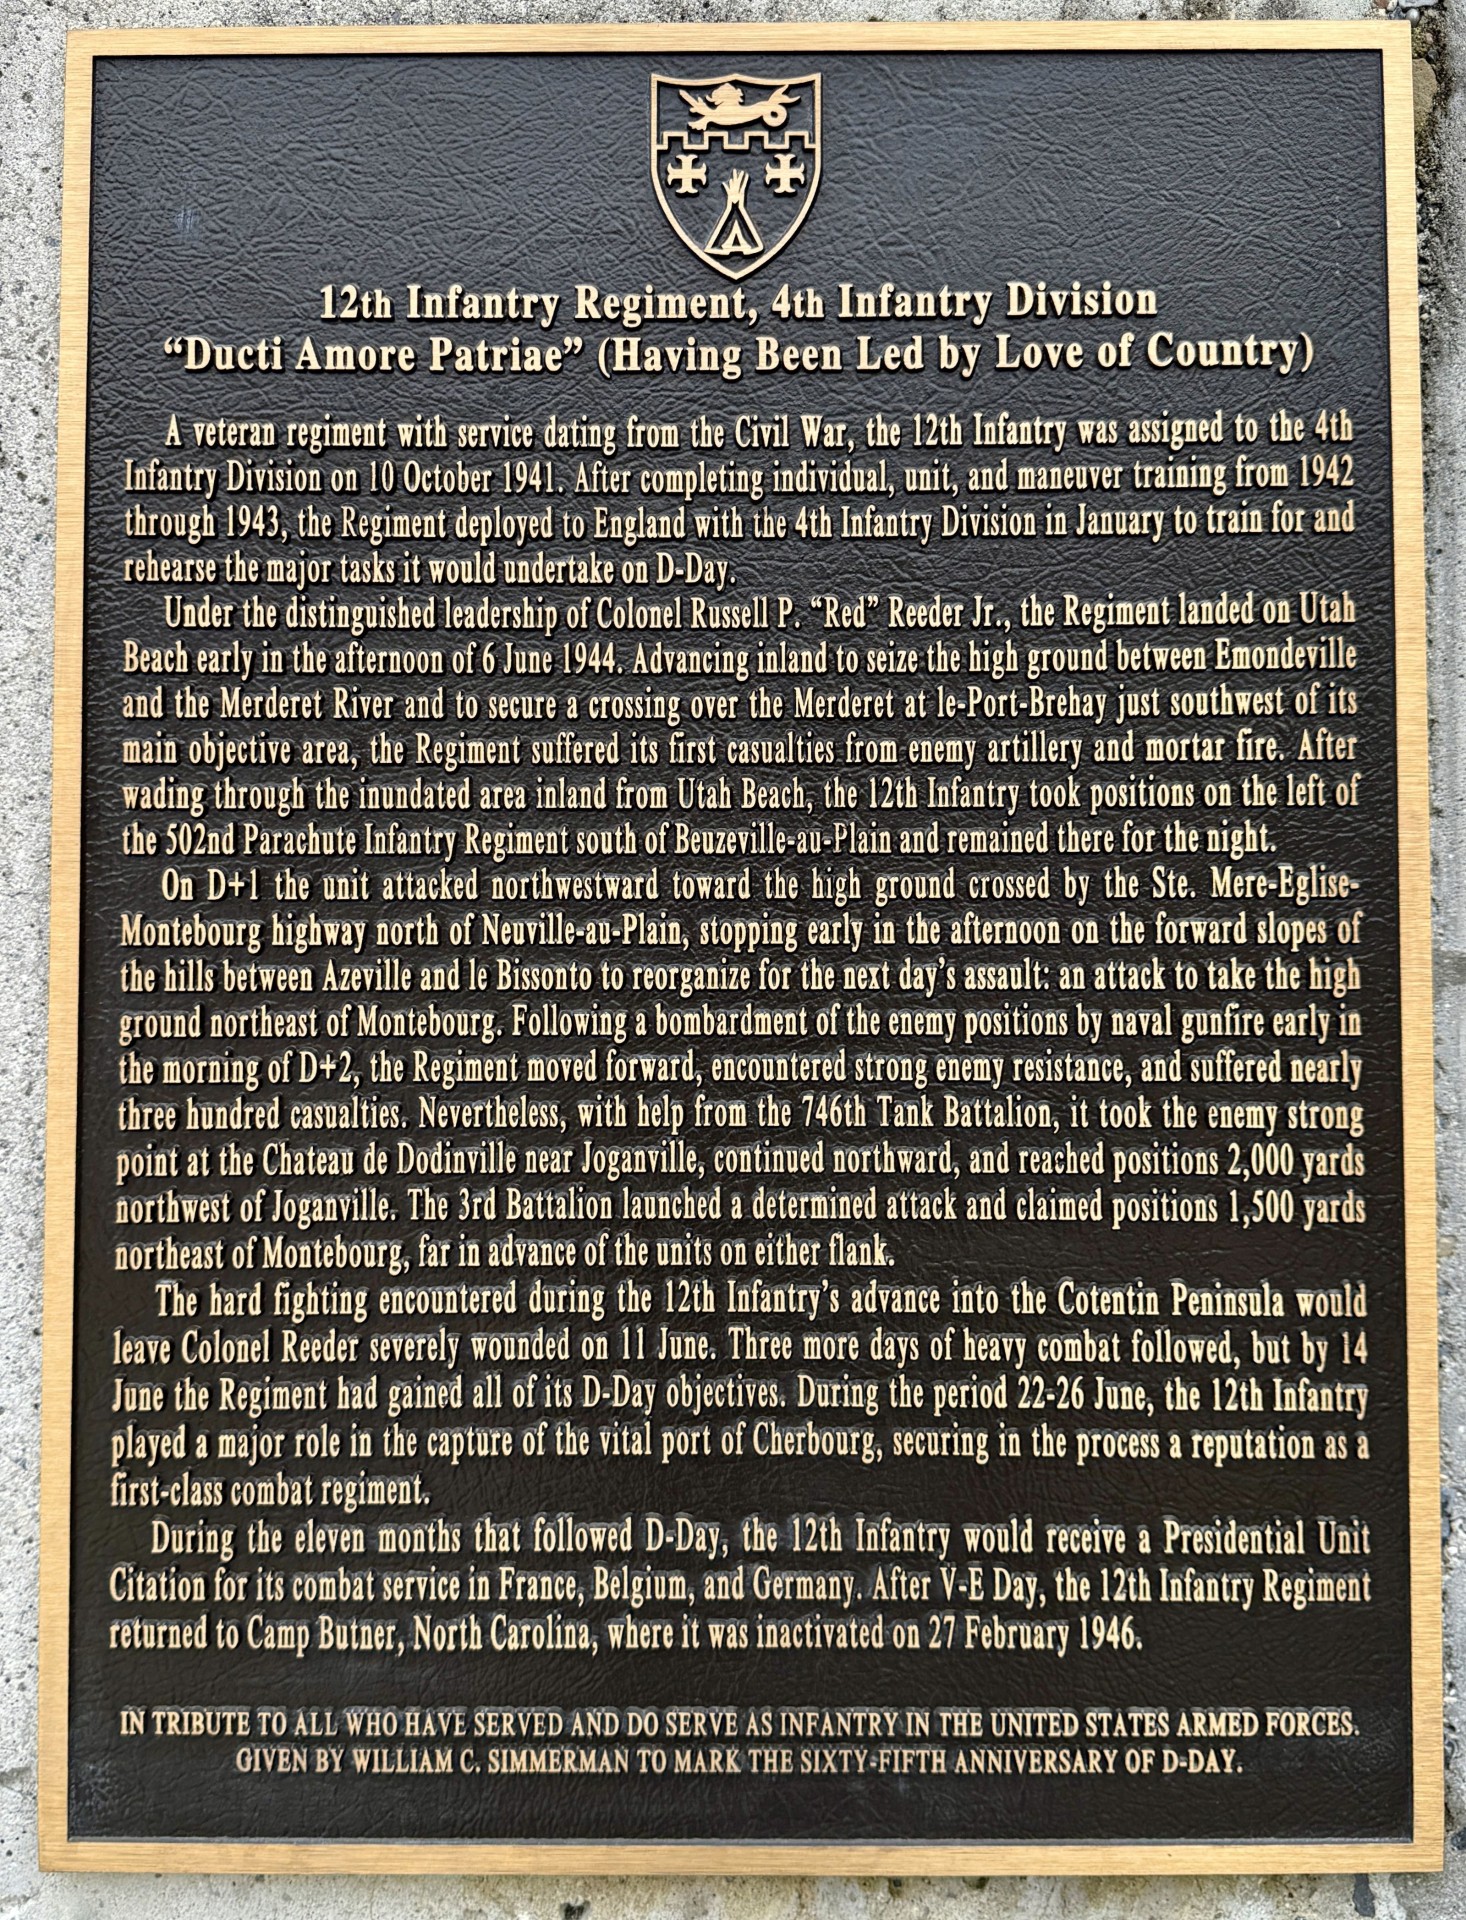 12th Infantry Regiment, 4th Infantry Division
“Ducti Amore Patriae” (Having Been Led by Love of Country)
A veteran regiment with service dating from the Civil War, the 12th Infantry was assigned to the 4th
Infantry Division on 10 October 1941. After completing individual, unit, and maneuver training from 1942
through 1943, the Regiment deployed to England with the 4th Infantry Division in January to train for and
rehearse the major tasks it would undertake on D-Day.
Under the distinguished leadership of Colonel Russell P. “Red” Reeder Jr., the Regiment landed on Utah
Beach early in the afternoon of 6 June 1944. Advancing inland to seize the high ground between Emondeville
and the Merderet River and to secure a crossing over the Merderet at le-Port-Brehay just southwest of its
main objective area, the Regiment suffered its first casualties from enemy artillery and mortar fire. After
wading through the inundated area inland from Utah Beach, the 12th Infantry took positions on the left of
the 502nd Parachute Infantry Regiment south of Beuzeville-au-Plain and remained there for the night.
On D+1 the unit attacked northwestward toward the high ground crossed by the Ste. Mere-Eglise-
Montebourg highway north of Neuville-au-Plain, stopping early in the afternoon on the forward slopes of
the hills between Azeville and le Bissonto to reorganize for the next day’s assault: an attack to take the high
ground northeast of Montebourg. Following a bombardment of the enemy positions by naval gunfire early in
the morning of D+2, the Regiment moved forward, encountered strong enemy resistance, and suffered nearly
three hundred casualties. Nevertheless, with help from the 746th Tank Battalion, it took the enemy strong
point at the Chateau de Dodinville near Joganville, continued northward, and reached positions 2,000 yards
northwest of Joganville. The 3rd Battalion launched a determined attack and claimed positions 1,500 yards
northeast of Montebourg, far in advance of the units on either flank.
The hard fighting encountered during the 12th Infantry’s advance into the Cotentin Peninsula would
leave Colonel Reeder severely wounded on 11 June. Three more days of heavy combat followed, but by 14
June the Regiment had gained all of its D-Day objectives. During the period 22-26 June, the 12th Infantry
played a major role in the capture of the vital port of Cherbourg, securing in the process a reputation as a
first-class combat regiment.
During the eleven months that followed D-Day, the 12th Infantry would receive a Presidential Unit
Citation for its combat service in France, Belgium, and Germany. After V-E Day, the 12th Infantry Regiment
returned to Camp Butner, North Carolina, where it was inactivated on 27 February 1946.
IN TRIBUTE TO ALL WHO HAVE SERVED AND DO SERVE AS INFANTRY IN THE UNITED STATES ARMED FORCES.
GIVEN BY WILLIAM C. SIMMERMAN TO MARK THE SIXTY-FIFTH ANNIVERSARY OF D-DAY.